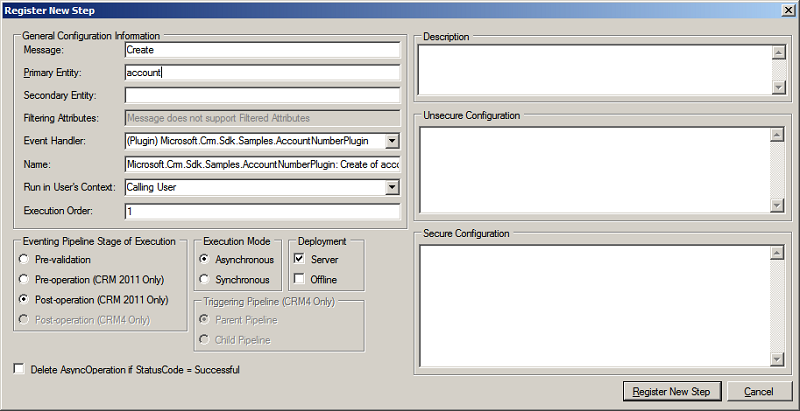 Register New Step
General Configuration Information
Message: Create
Primary Entity: account
Secondary Entity:
Filtering Attributes: Message does not support Filtered Attributes
Event Handler: (Plugin) Microsoft.Crm.Sdk.Samples.AccountNumberPlugin
Name: Microsoft.Crm.Sdk.Samples.AccountNumberPlugin: Create of acco
Run in User's Context: Calling User
Execution Order: 1
Eventing Pipeline Stage of Execution
Pre-validation
Pre-operation (CRM 2011 Only)
Post-operation (CRM 2011 Only)
Post-operation (CRM4 Only)
Execution Mode
Asynchronous
Synchronous
Deployment
Server
Offline
Triggering Pipeline (CRM4 Only)
Parent Pipeline
Child Pipeline
Delete AsyncOperation if StatusCode = Successful
Description
Unsecure Configuration
Secure Configuration
Register New Step
Cancel